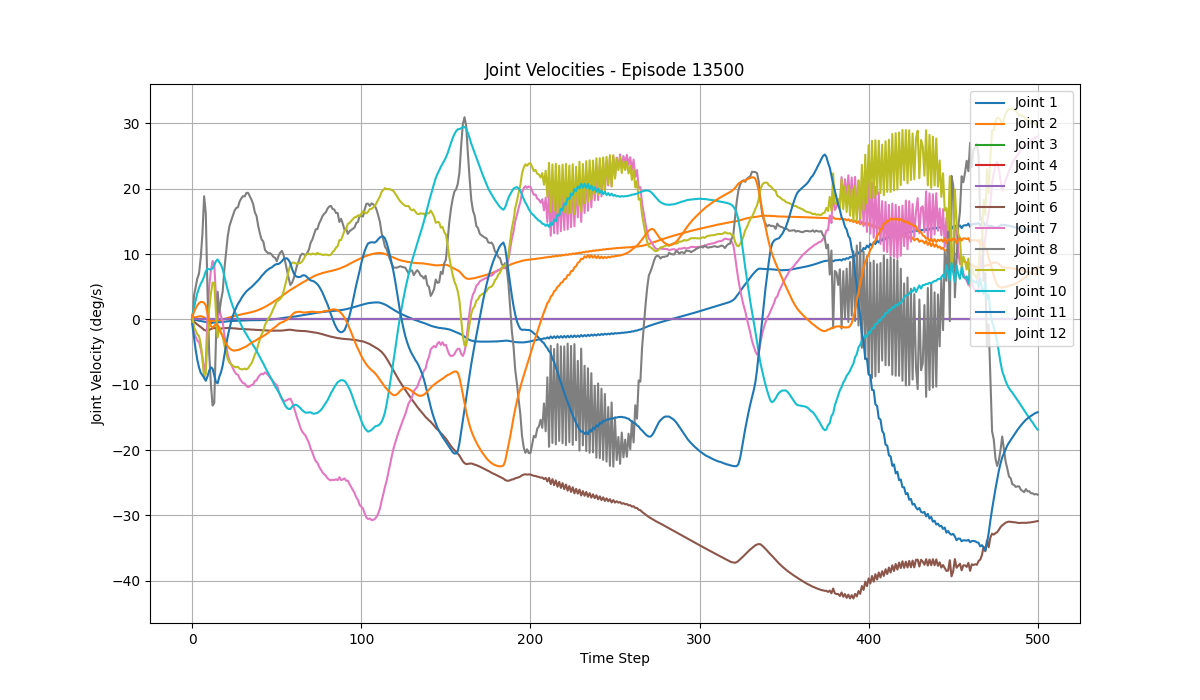 Joint Velocities - Episode 13500
Joint Velocity (deg/s)
30
20
10
0
−10
−20
−30
−40
0 100 200 300 400 500
Time Step
Joint 1
Joint 2
Joint 3
Joint 4
Joint 5
Joint 6
Joint 7
Joint 8
Joint 9
Joint 10
Joint 11
Joint 12